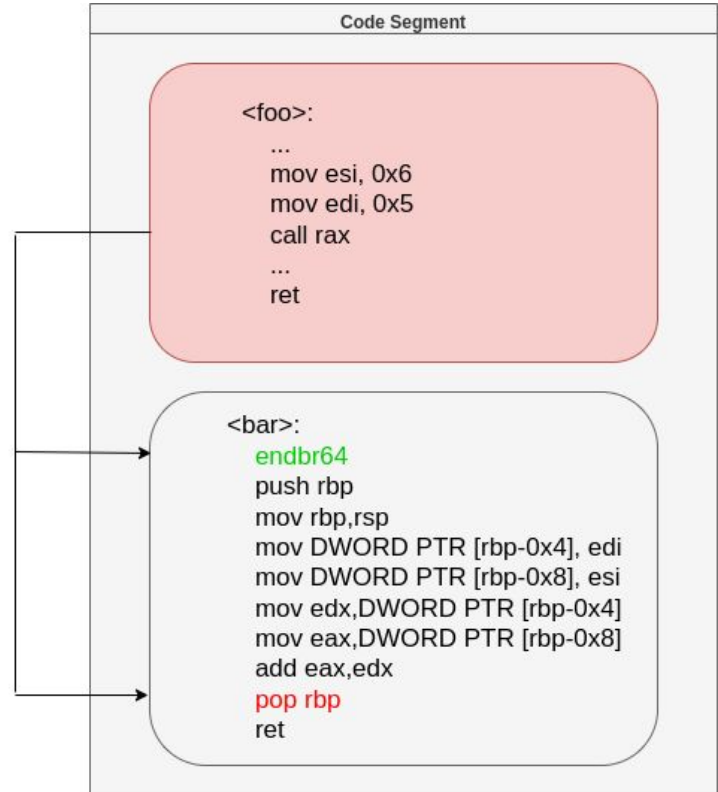 Code Segment
<foo>:
...
mov esi, 0x6
mov edi, 0x5
call rax
...
ret
<bar>:
endbr64
push rbp
mov rbp,rsp
mov DWORD PTR [rbp-0x4], edi
mov DWORD PTR [rbp-0x8], esi
mov edx,DWORD PTR [rbp-0x4]
mov eax,DWORD PTR [rbp-0x8]
add eax,edx
pop rbp
ret